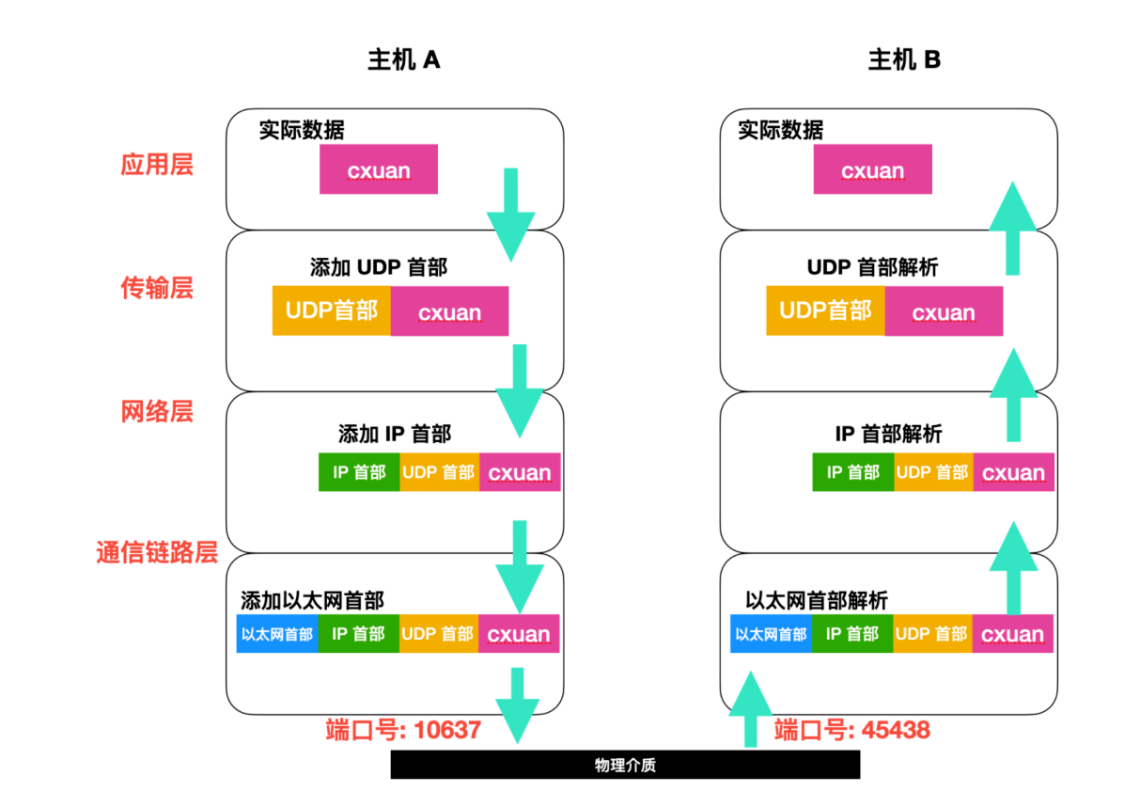 主机 A
主机 B
实际数据
cxuan
实际数据
cxuan
应用层
添加 UDP 首部
UDP首部 cxuan
UDP 首部解析
UDP首部 cxuan
传输层
网络层
添加 IP 首部
IP 首部 UDP 首部 cxuan
IP 首部解析
IP 首部 UDP 首部 cxuan
通信链路层
添加以太网首部
以太网首部 IP 首部 UDP 首部 cxuan
以太网首部解析
以太网首部 IP 首部 UDP 首部 cxuan
端口号: 10637
端口号: 45438
物理介质